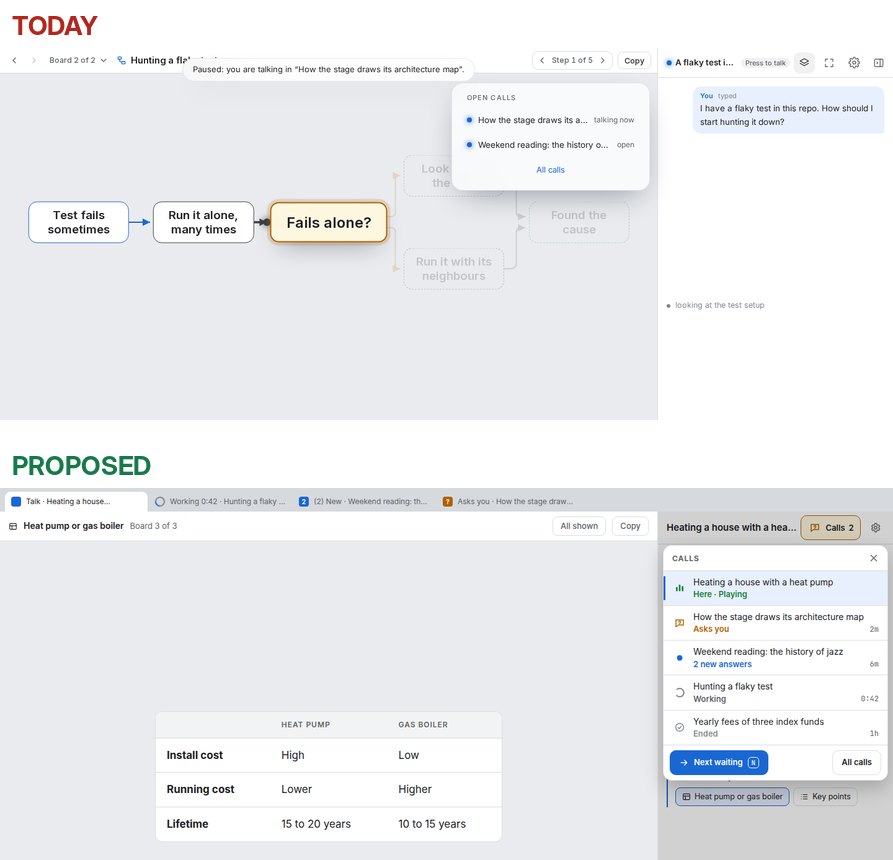 TODAY
Board 2 of 2
Hunting a fla
Paused: you are talking in “How the stage draws its architecture map”.
Step 1 of 5
Copy
A flaky test i...
Press to talk
OPEN CALLS
How the stage draws its a...
talking now
Weekend reading: the history o...
open
All calls
You typed
I have a flaky test in this repo. How should I
start hunting it down?
Look
the
Test fails
sometimes
Run it alone,
many times
Fails alone?
Found the
cause
Run it with its
neighbours
looking at the test setup
PROPOSED
Talk · Heating a house...
Working 0:42 · Hunting a flaky ...
2
(2) New · Weekend reading: th...
?
Asks you · How the stage draw...
Heat pump or gas boiler
Board 3 of 3
All shown
Copy
Heating a house with a hea...
Calls 2
CALLS
Heating a house with a heat pump
Here · Playing
How the stage draws its architecture map
Asks you
2m
Weekend reading: the history of jazz
2 new answers
6m
Hunting a flaky test
Working
0:42
Yearly fees of three index funds
Ended
1h
Next waiting
N
All calls
Heat pump or gas boiler
Key points
HEAT PUMP
GAS BOILER
Install cost
High
Low
Running cost
Lower
Higher
Lifetime
15 to 20 years
10 to 15 years